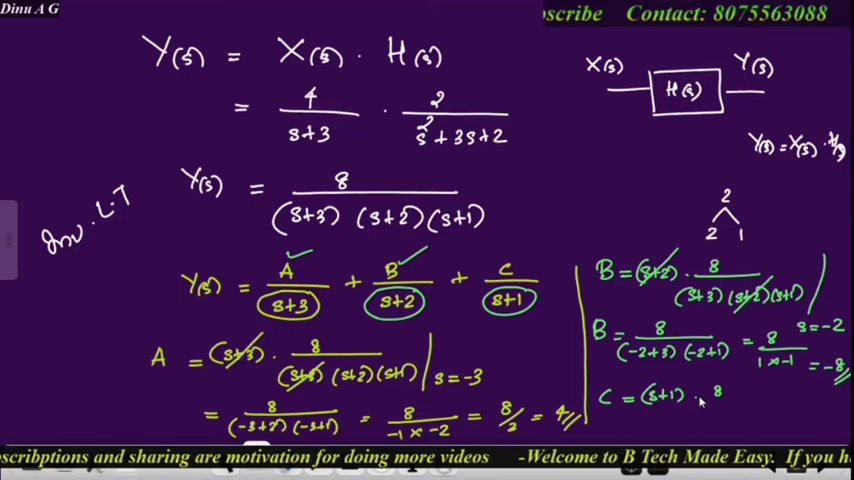 Dinu A G
scribe Contact: 8075563088
Y(s) = X(s) · H(s)
= 4/(s+3) · 2/(s²+3s+2)
X(s) H(s) Y(s)
Y(s) = X(s) · H(s)
Y(s) = 8/((s+3) (s+2)(s+1))
Inv. L.T
2
2 1
Y(s) = A/(s+3) + B/(s+2) + C/(s+1)
A = (s+3) · 8/((s+3)(s+2)(s+1)) | s=-3
= 8/((-3+2)(-3+1)) = 8/(-1 x -2) = 8/2 = 4
B = (s+2) · 8/((s+3)(s+2)(s+1)) | s=-2
B = 8/((-2+3)(-2+1)) = 8/(1 x -1) = -8
C = (s+1) · 8
scribptions and sharing are motivation for doing more videos -Welcome to B Tech Made Easy. If you h